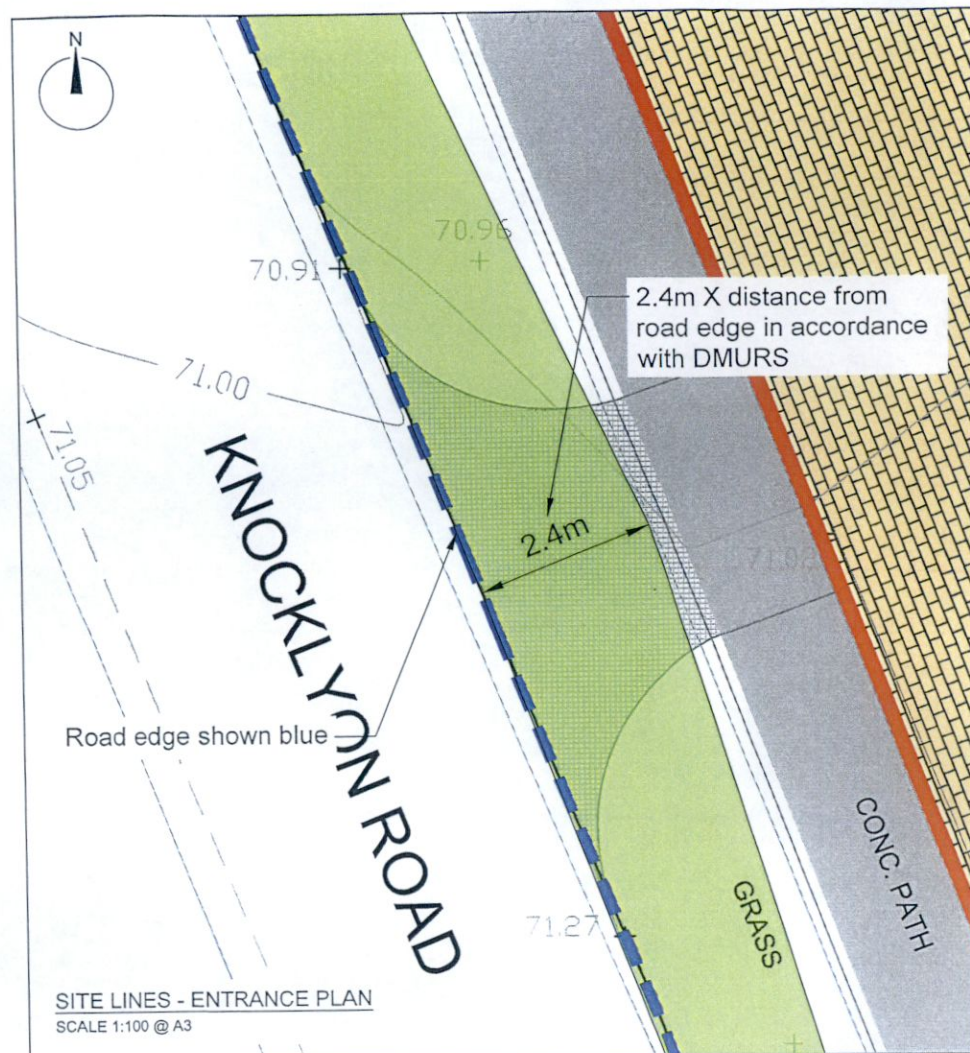 N
70.96
70.91
2.4m X distance from
road edge in accordance
with DMURS
71.00
71.05
2.4m
KNOCKLYON ROAD
Road edge shown blue
CONC. PATH
GRASS
71.27
SITE LINES - ENTRANCE PLAN
SCALE 1:100 @ A3